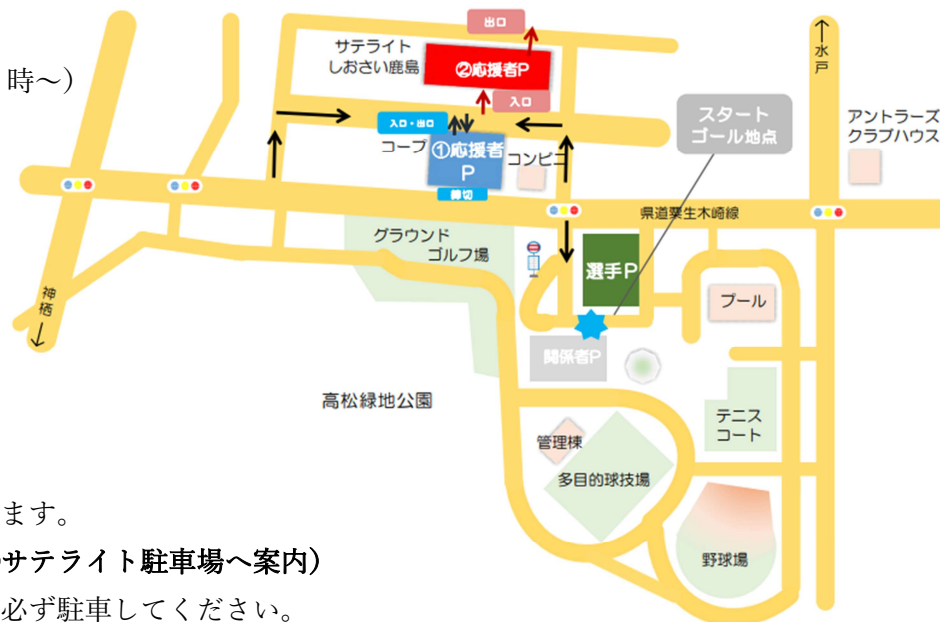 出口
サテライト
しおさい鹿島
②応援者P
時～)
入口
入口・出口
コープ
①応援者
P
コンビニ
締切
スタート
ゴール地点
↑水戸
アントラーズ
クラブハウス
県道粟生木崎線
グラウンド
ゴルフ場
選手P
プール
神栖↓
関係者P
高松緑地公園
テニス
コート
管理棟
多目的球技場
野球場
ます。
サテライト駐車場へ案内)
必ず駐車してください。